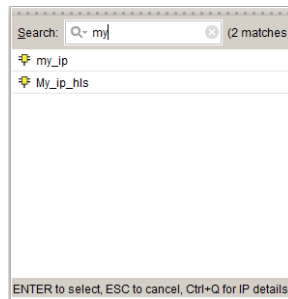 Search: my (2 matches
my_ip
My_ip_hls
ENTER to select, ESC to cancel, Ctrl+Q for IP details